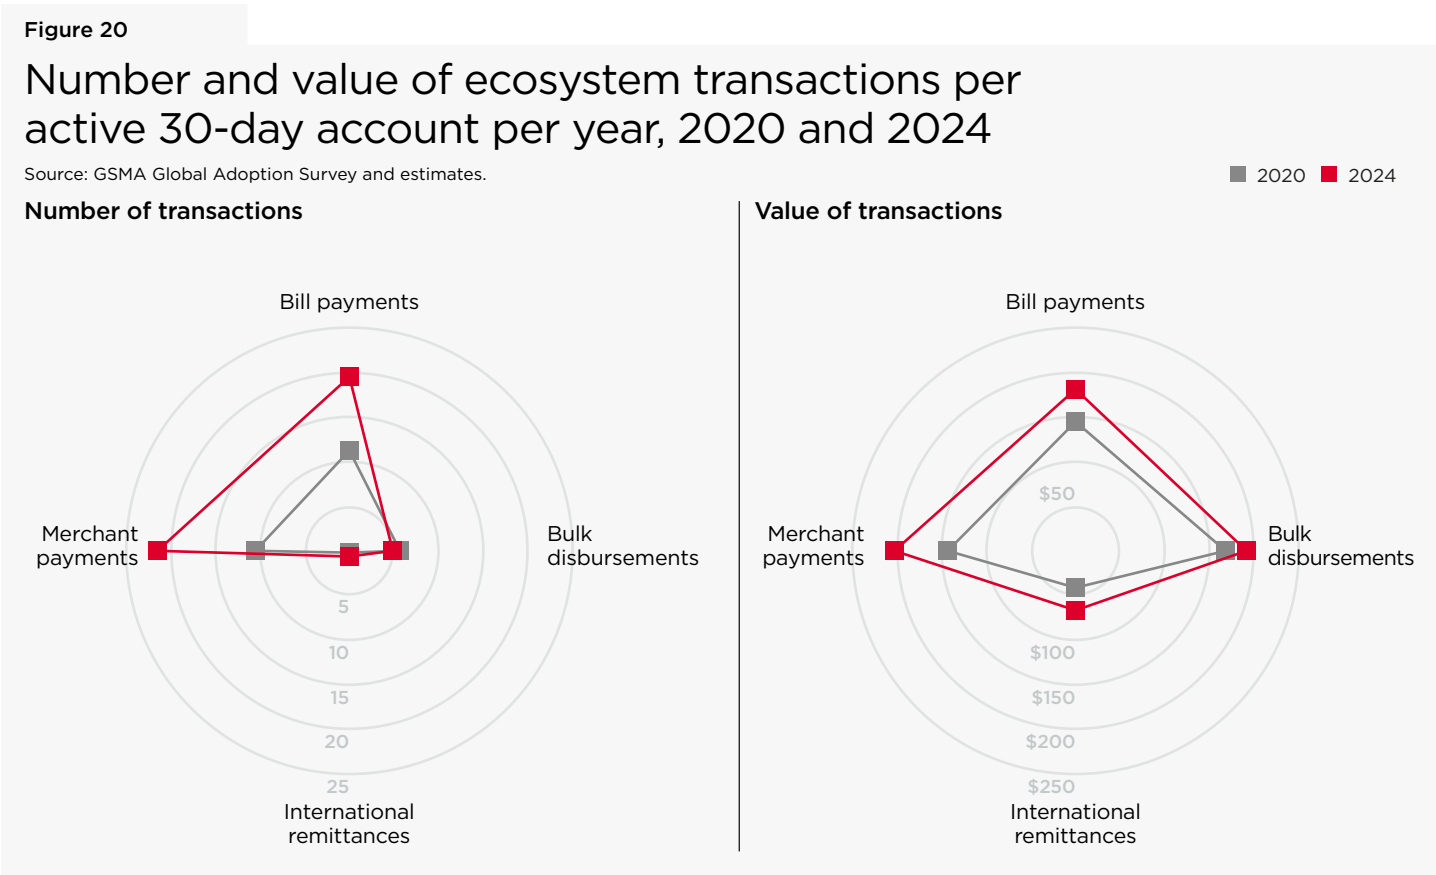 Figure 20
Number and value of ecosystem transactions per
active 30-day account per year, 2020 and 2024
Source: GSMA Global Adoption Survey and estimates.
2020
2024
Number of transactions
Bill payments
Merchant
payments
Bulk
disbursements
5
10
15
20
25
International
remittances
Value of transactions
Bill payments
$50
Merchant
payments
Bulk
disbursements
$100
$150
$200
$250
International
remittances